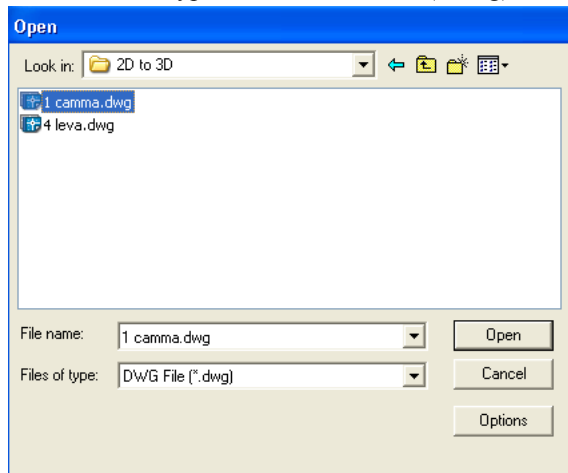 Open
Look in: 2D to 3D
1 camma.dwg
4 leva.dwg
File name: 1 camma.dwg Open
Files of type: DWG File (*.dwg) Cancel
Options